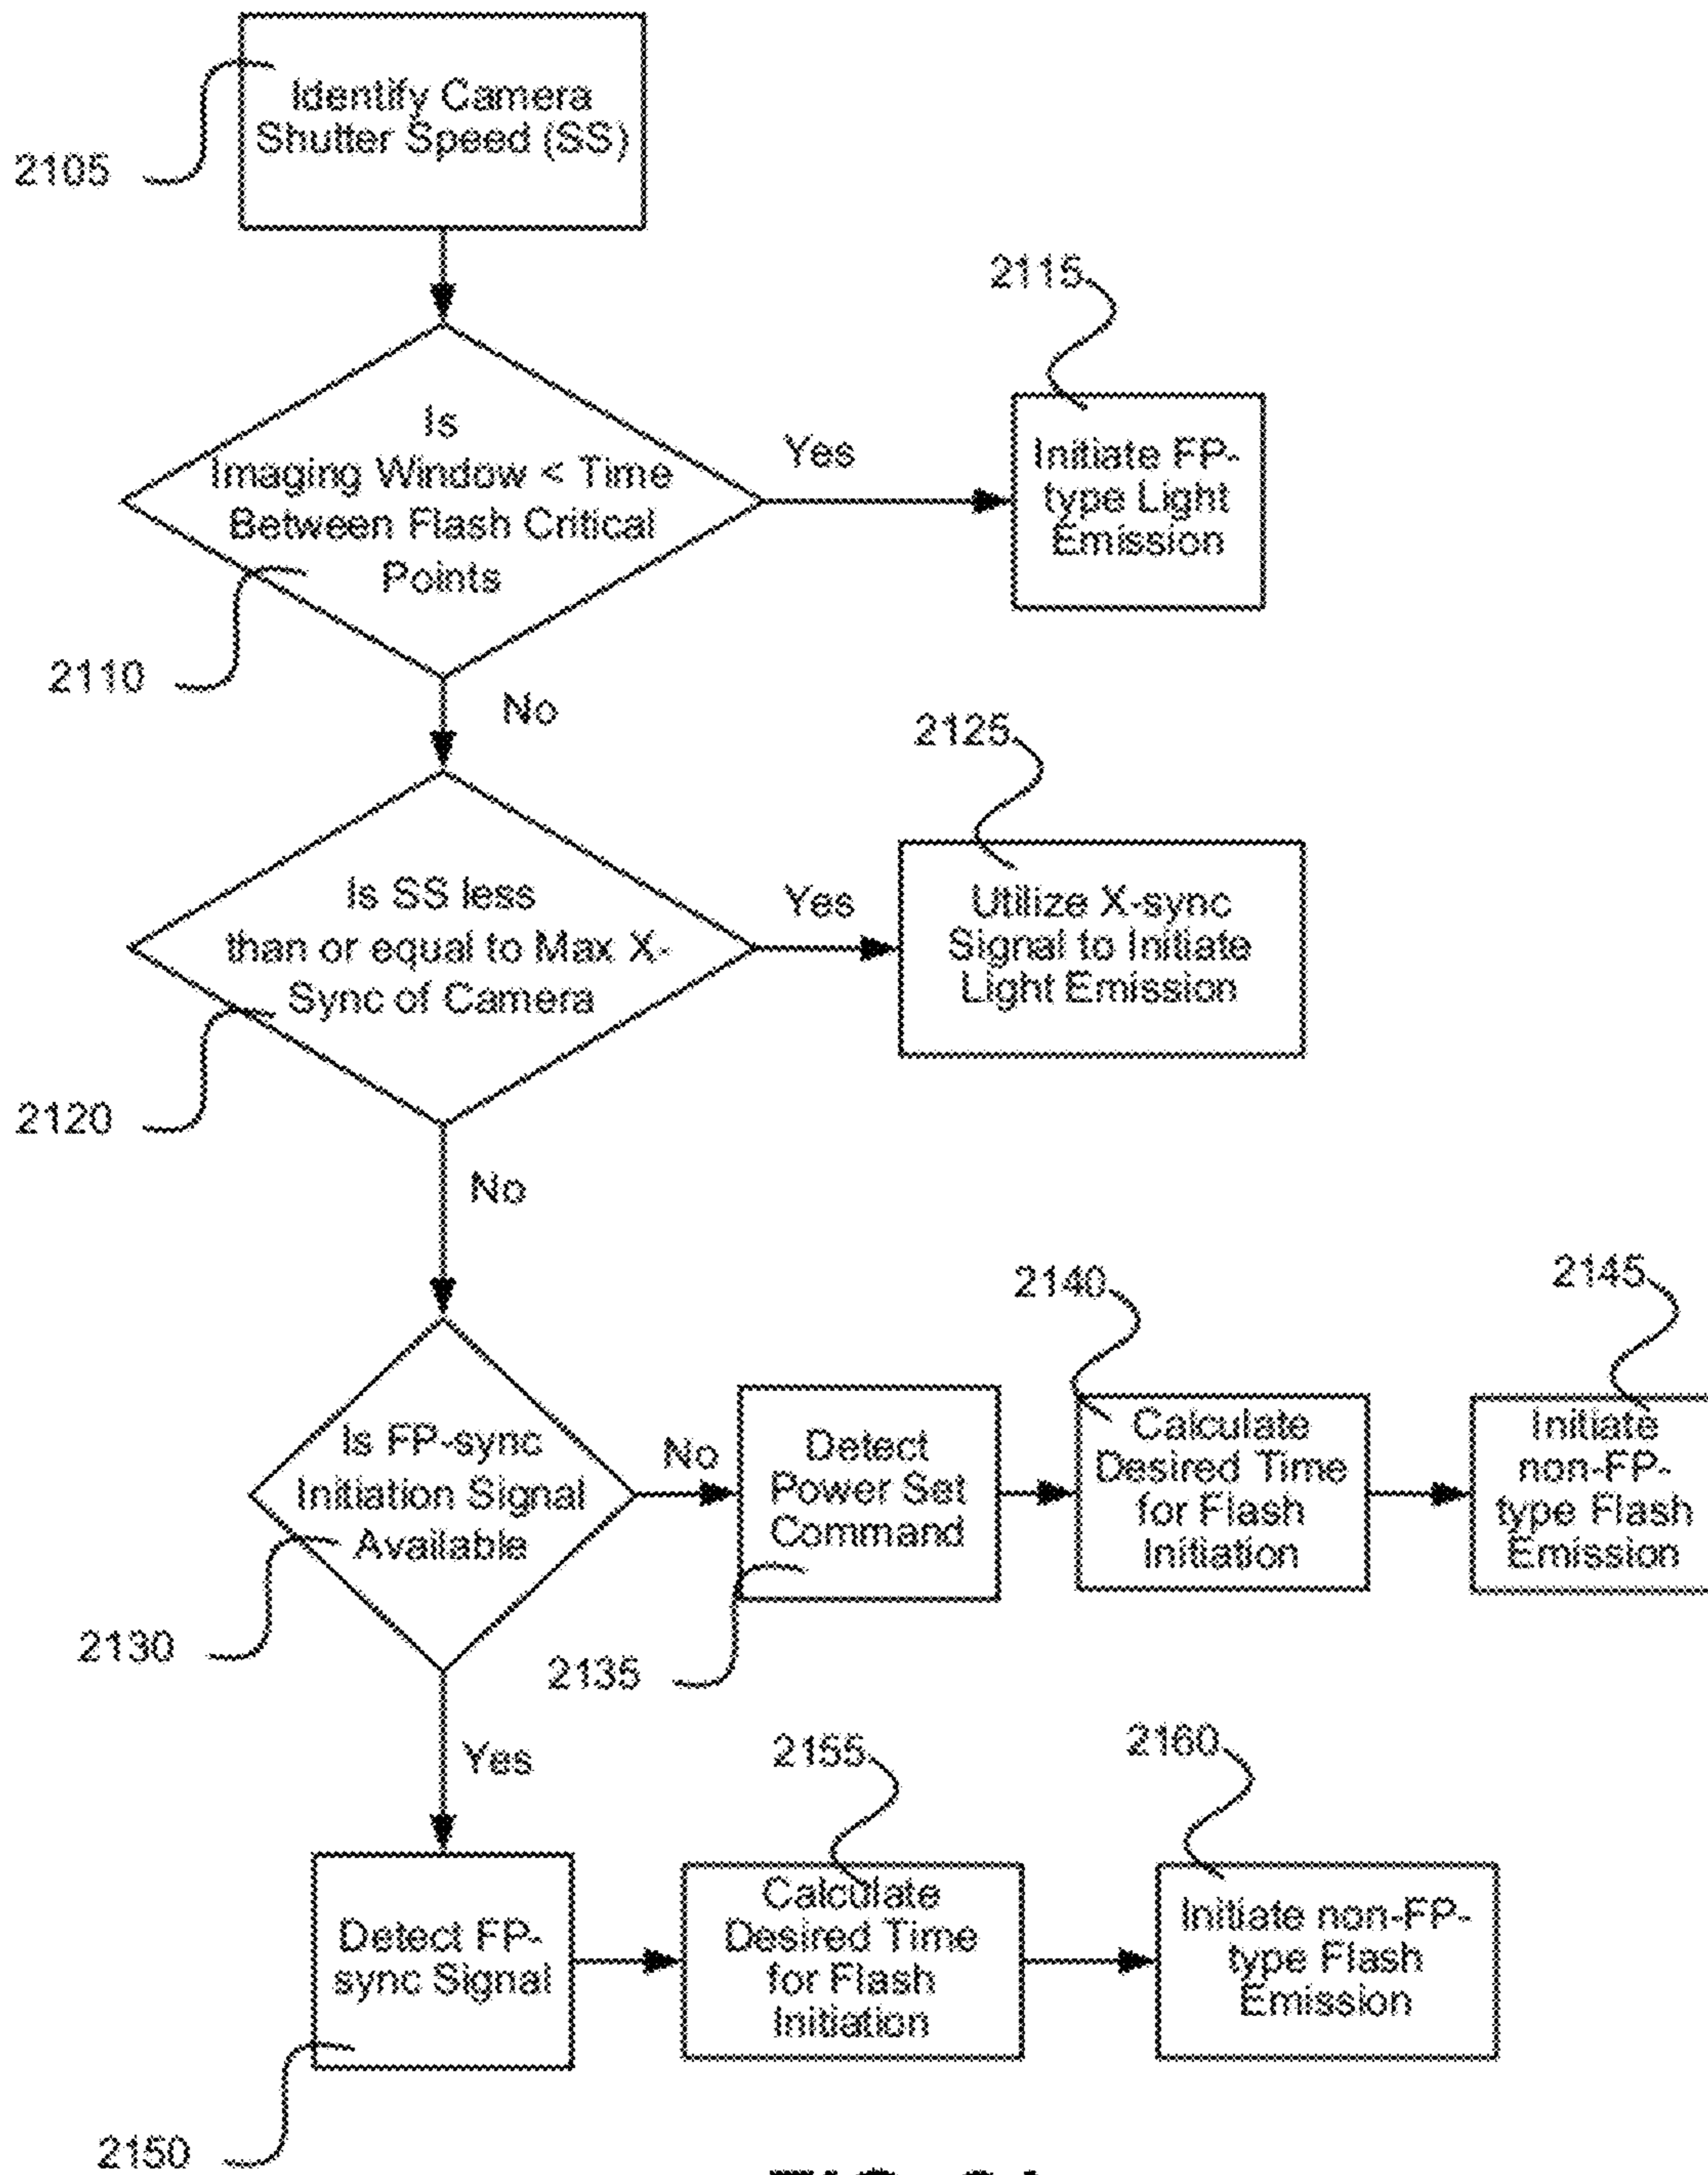 Identify Camera
Shutter Speed (SS)
2105
2115
Is
Imaging Window < Time
Between Flash Critical
Points
Yes
Initiate FP-
type Light
Emission
2110
No
2125
Is SS less
than or equal to Max X-
Sync of Camera
Yes
Utilize X-sync
Signal to Initiate
Light Emission
2120
No
2140
2145
Is FP-sync
Initiation Signal
Available
No
Detect
Power Set
Command
Calculate
Desired Time
for Flash
Initiation
Initiate
non-FP-
type Flash
Emission
2130
2135
Yes
2155
2160
Detect FP-
sync Signal
Calculate
Desired Time
for Flash
Initiation
Initiate non-FP-
type Flash
Emission
2150